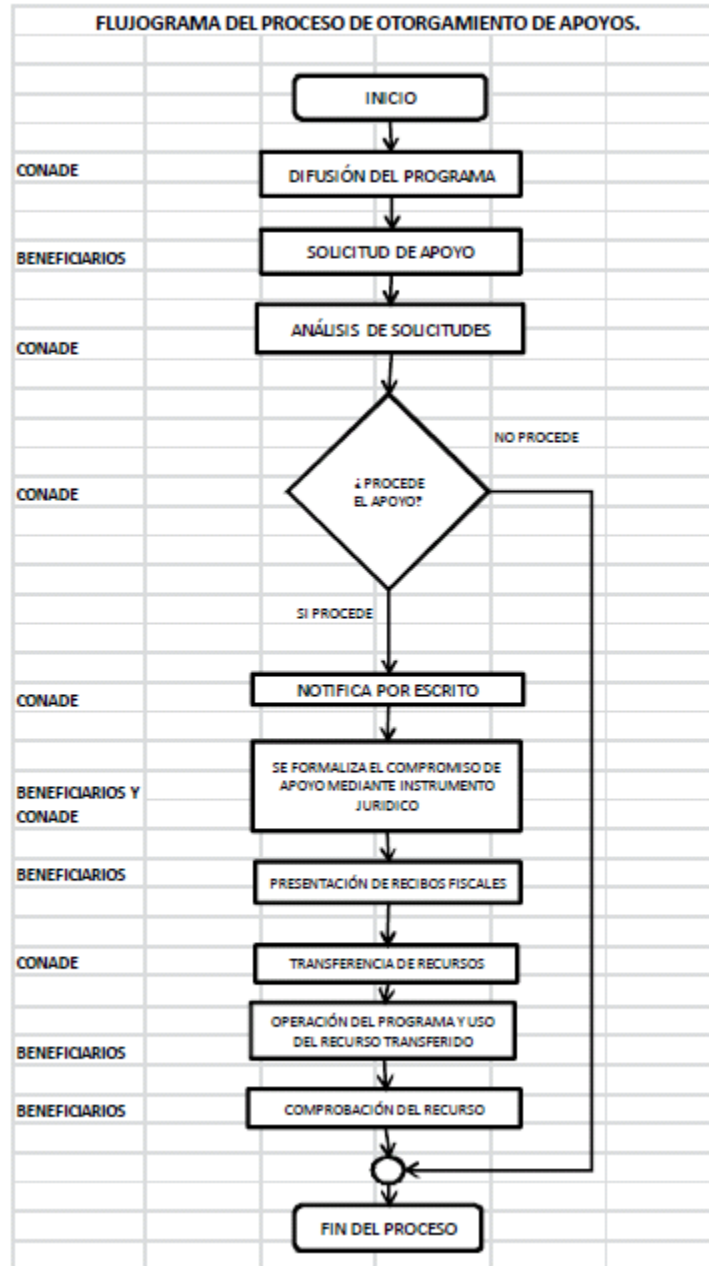 FLUJOGRAMA DEL PROCESO DE OTORGAMIENTO DE APOYOS.
INICIO
CONADE
DIFUSIÓN DEL PROGRAMA
BENEFICIARIOS
SOLICITUD DE APOYO
CONADE
ANÁLISIS DE SOLICITUDES
NO PROCEDE
CONADE
¿ PROCEDE
EL APOYO?
SI PROCEDE
CONADE
NOTIFICA POR ESCRITO
BENEFICIARIOS Y
CONADE
SE FORMALIZA EL COMPROMISO DE
APOYO MEDIANTE INSTRUMENTO
JURIDICO
BENEFICIARIOS
PRESENTACIÓN DE RECIBOS FISCALES
CONADE
TRANSFERENCIA DE RECURSOS
BENEFICIARIOS
OPERACIÓN DEL PROGRAMA Y USO
DEL RECURSO TRANSFERIDO
BENEFICIARIOS
COMPROBACIÓN DEL RECURSO
FIN DEL PROCESO